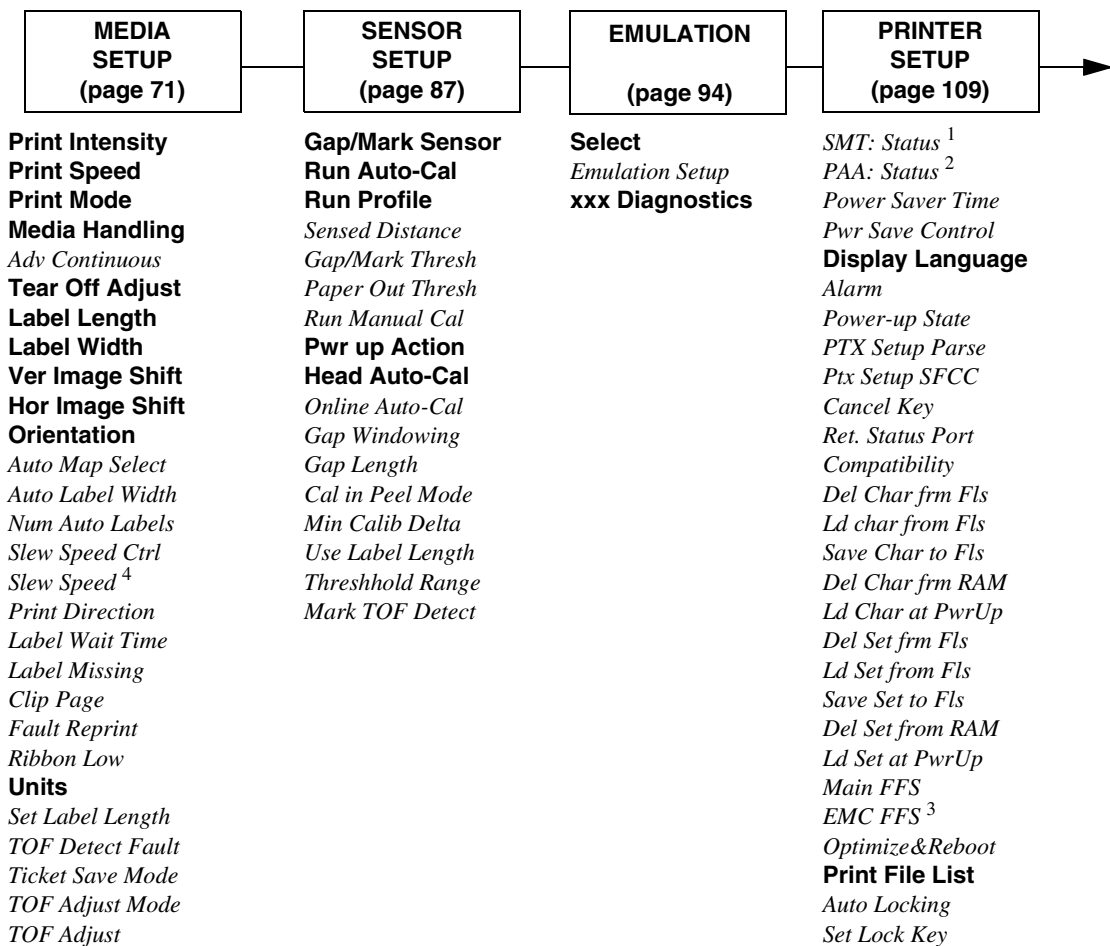 MEDIA
SETUP
(page 71)
SENSOR
SETUP
(page 87)
EMULATION
(page 94)
PRINTER
SETUP
(page 109)
Print Intensity
Print Speed
Print Mode
Media Handling
Adv Continuous
Tear Off Adjust
Label Length
Label Width
Ver Image Shift
Hor Image Shift
Orientation
Auto Map Select
Auto Label Width
Num Auto Labels
Slew Speed Ctrl
Slew Speed 4
Print Direction
Label Wait Time
Label Missing
Clip Page
Fault Reprint
Ribbon Low
Units
Set Label Length
TOF Detect Fault
Ticket Save Mode
TOF Adjust Mode
TOF Adjust
Gap/Mark Sensor
Run Auto-Cal
Run Profile
Sensed Distance
Gap/Mark Thresh
Paper Out Thresh
Run Manual Cal
Pwr up Action
Head Auto-Cal
Online Auto-Cal
Gap Windowing
Gap Length
Cal in Peel Mode
Min Calib Delta
Use Label Length
Threshhold Range
Mark TOF Detect
Select
Emulation Setup
xxx Diagnostics
SMT: Status 1
PAA: Status 2
Power Saver Time
Pwr Save Control
Display Language
Alarm
Power-up State
PTX Setup Parse
Ptx Setup SFCC
Cancel Key
Ret. Status Port
Compatibility
Del Char frm Fls
Ld char from Fls
Save Char to Fls
Del Char frm RAM
Ld Char at PwrUp
Del Set frm Fls
Ld Set from Fls
Save Set to Fls
Del Set from RAM
Ld Set at PwrUp
Main FFS
EMC FFS 3
Optimize&Reboot
Print File List
Auto Locking
Set Lock Key